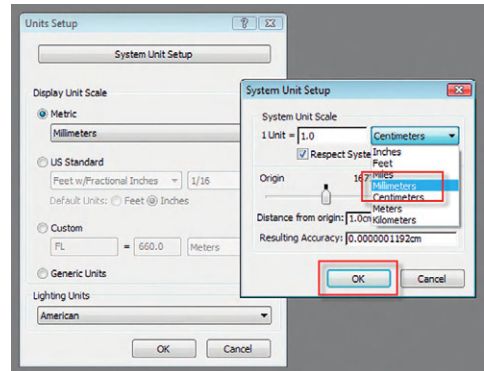 Units Setup
System Unit Setup
Display Unit Scale
Metric
Millimeters
US Standard
Feet w/Fractional Inches
1/16
Default Units:
Feet
Inches
Custom
FL
=
660.0
Meters
Generic Units
Lighting Units
American
OK
Cancel
System Unit Setup
System Unit Scale
1 Unit =
1.0
Centimeters
Respect Syste
Inches
Feet
Miles
Millimeters
Centimeters
Meters
Kilometers
Origin
167
Distance from origin:
1.0cm
Resulting Accuracy:
0.0000001192cm
OK
Cancel